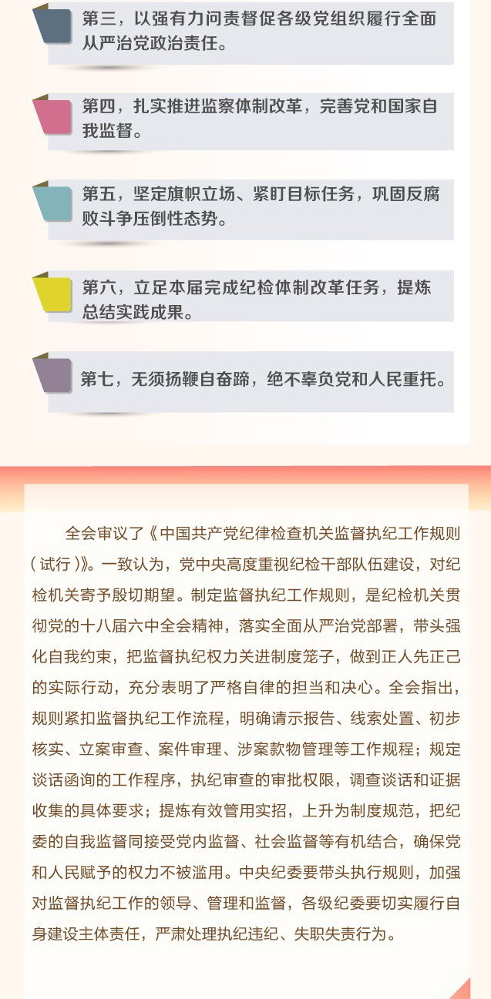 第三，以强有力问责督促各级党组织履行全面
从严治党政治责任。
第四，扎实推进监察体制改革，完善党和国家自
我监督。
第五，坚定旗帜立场、紧盯目标任务，巩固反腐
败斗争压倒性态势。
第六，立足本届完成纪检体制改革任务，提炼
总结实践成果。
第七，无须扬鞭自奋蹄，绝不辜负党和人民重托。
全会审议了《中国共产党纪律检查机关监督执纪工作规则
（试行）》。一致认为，党中央高度重视纪检干部队伍建设，对纪
检机关寄予殷切期望。制定监督执纪工作规则，是纪检机关贯
彻党的十八届六中全会精神，落实全面从严治党部署，带头强
化自我约束，把监督执纪权力关进制度笼子，做到正人先正己
的实际行动，充分表明了严格自律的担当和决心。全会指出，
规则紧扣监督执纪工作流程，明确请示报告、线索处置、初步
核实、立案审查、案件审理、涉案款物管理等工作规程；规定
谈话函询的工作程序，执纪审查的审批权限，调查谈话和证据
收集的具体要求；提炼有效管用实招，上升为制度规范，把纪
委的自我监督同接受党内监督、社会监督等有机结合，确保党
和人民赋予的权力不被滥用。中央纪委要带头执行规则，加强
对监督执纪工作的领导、管理和监督，各级纪委要切实履行自
身建设主体责任，严肃处理执纪违纪、失职失责行为。